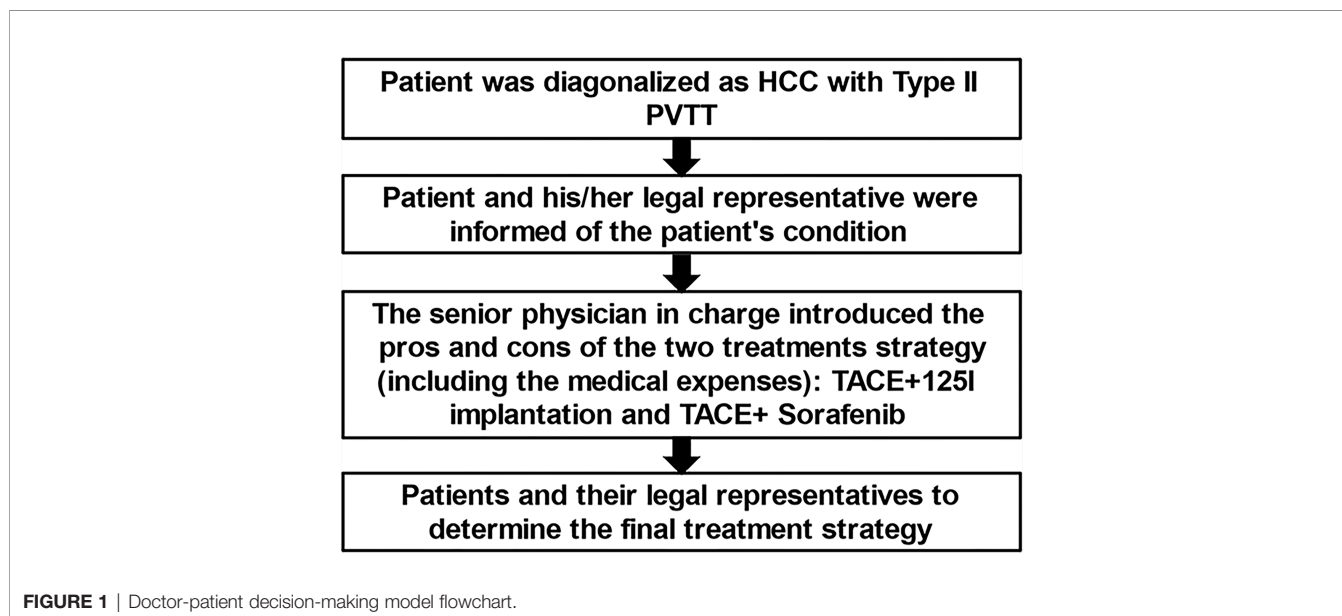 Patient was diagonalized as HCC with Type II
PVTT
Patient and his/her legal representative were
informed of the patient's condition
The senior physician in charge introduced the
pros and cons of the two treatments strategy
(including the medical expenses): TACE+125I
implantation and TACE+ Sorafenib
Patients and their legal representatives to
determine the final treatment strategy
FIGURE 1 | Doctor-patient decision-making model flowchart.